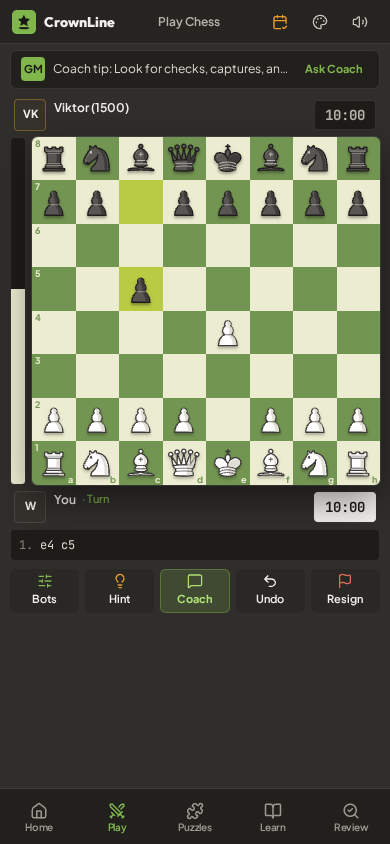 CrownLine
Play Chess
GM Coach tip: Look for checks, captures, an... Ask Coach
VK Viktor (1500) 10:00
8
7
6
5
4
3
2
1
a b c d e f g h
W You · Turn 10:00
1. e4 c5
Bots Hint Coach Undo Resign
Home Play Puzzles Learn Review